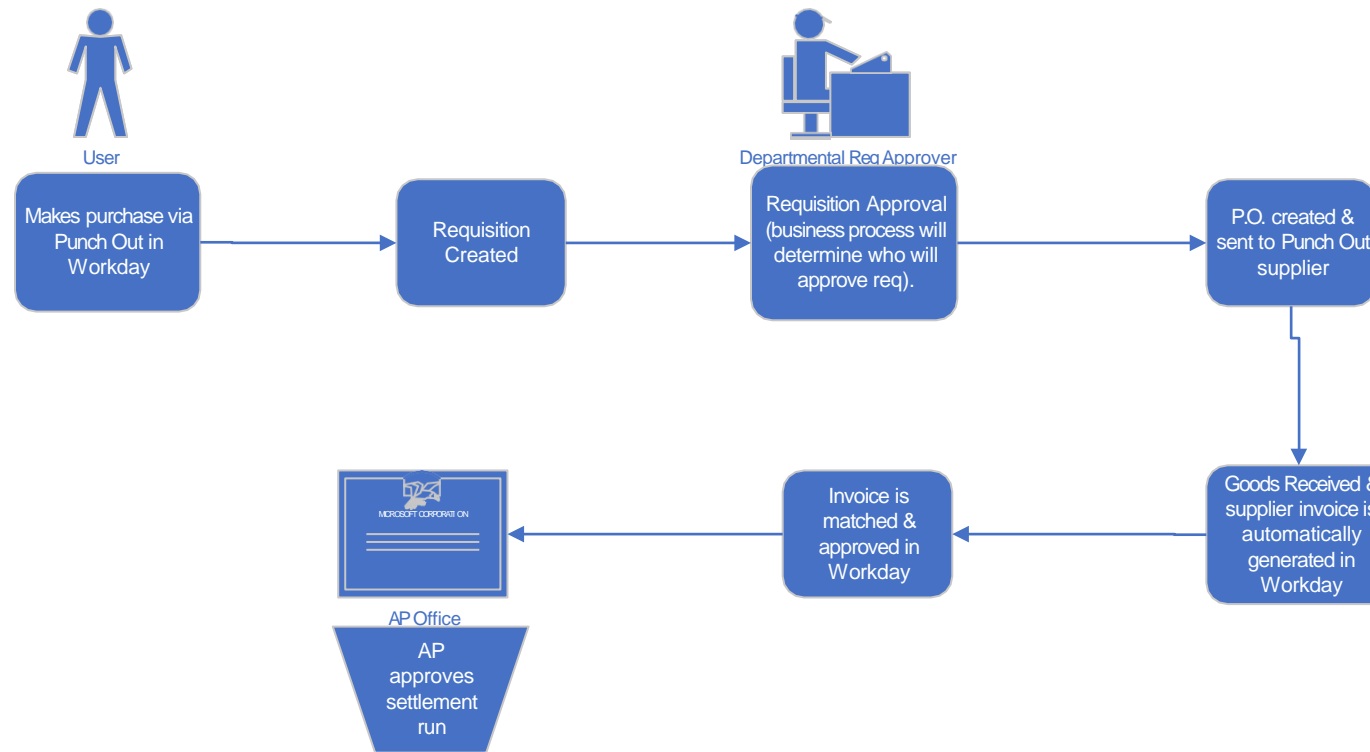 User
Makes purchase via
Punch Out in
Workday
Requisition
Created
Departmental Req Approver
Requisition Approval
(business process will
determine who will
approve req).
P.O. created &
sent to Punch Out
supplier
Goods Received &
supplier invoice is
automatically
generated in
Workday
Invoice is
matched &
approved in
Workday
MICROSOFT CORPORATION
AP Office
AP
approves
settlement
run